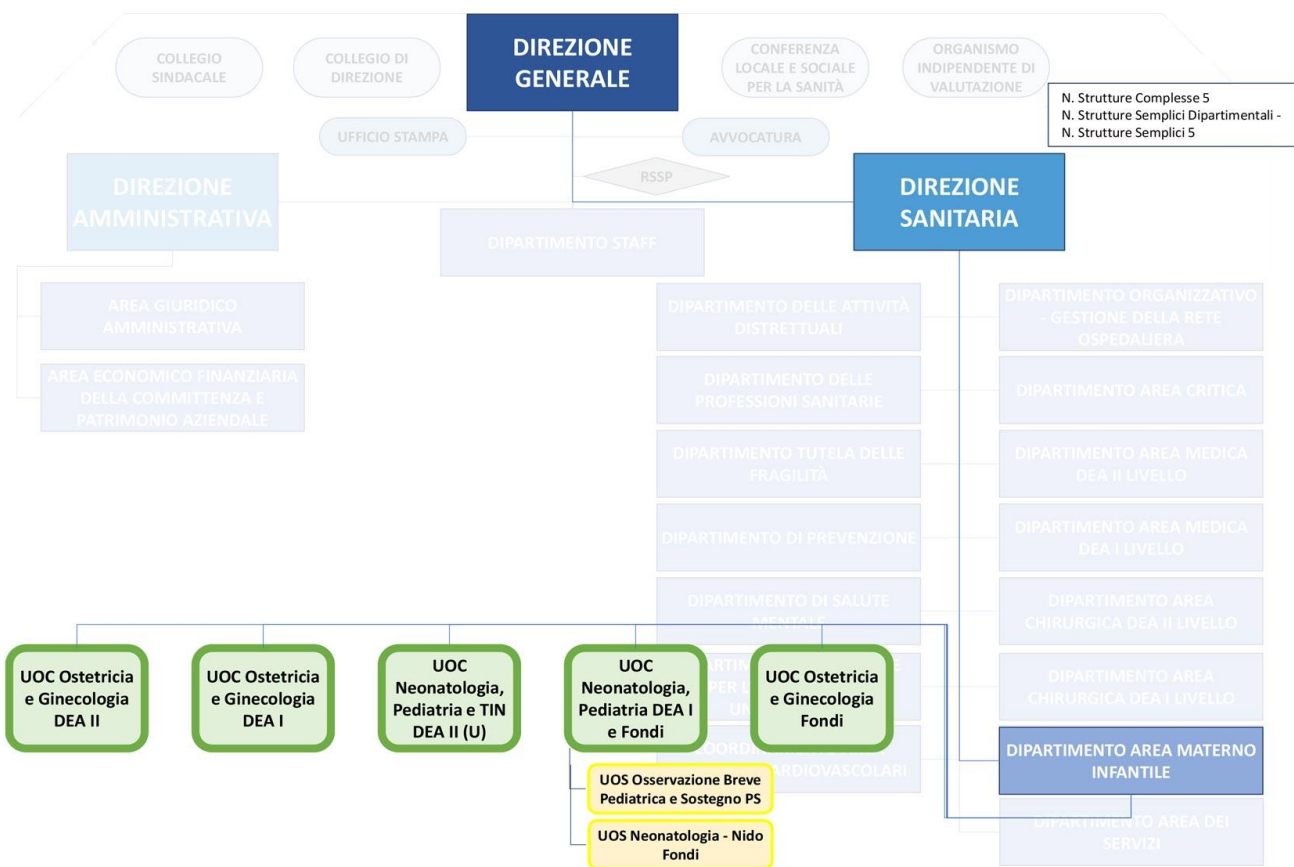 DIREZIONE
GENERALE
COLLEGIO
SINDACALE
COLLEGIO DI
DIREZIONE
CONFERENZA
LOCALE E SOCIALE
PER LA SANITÀ
ORGANISMO
INDIPENDENTE DI
VALUTAZIONE
N. Strutture Complesse 5
N. Strutture Semplici Dipartimentali -
N. Strutture Semplici 5
UFFICIO STAMPA
AVVOCATURA
RSSP
DIREZIONE
AMMINISTRATIVA
DIREZIONE
SANITARIA
DIPARTIMENTO STAFF
AREA GIURIDICO
AMMINISTRATIVA
AREA ECONOMICO FINANZIARIA
DELLA COMMITTENZA E
PATRIMONIO AZIENDALE
DIPARTIMENTO DELLE ATTIVITÀ
DISTRETTUALI
DIPARTIMENTO ORGANIZZATIVO
- GESTIONE DELLA RETE
OSPEDALIERA
DIPARTIMENTO DELLE
PROFESSIONI SANITARIE
DIPARTIMENTO AREA CRITICA
DIPARTIMENTO TUTELA DELLE
FRAGILITÀ
DIPARTIMENTO AREA MEDICA
DEA II LIVELLO
DIPARTIMENTO DI PREVENZIONE
DIPARTIMENTO AREA MEDICA
DEA I LIVELLO
DIPARTIMENTO DI SALUTE
MENTALE
DIPARTIMENTO AREA
CHIRURGICA DEA II LIVELLO
DIPARTIMENTO AREA
CHIRURGICA DEA I LIVELLO
UOC Ostetricia
e Ginecologia
DEA II
UOC Ostetricia
e Ginecologia
DEA I
UOC
Neonatologia,
Pediatria e TIN
DEA II (U)
UOC
Neonatologia,
Pediatria DEA I
e Fondi
UOC Ostetricia
e Ginecologia
Fondi
PER
DIPARTIMENTO AREA MATERNO
INFANTILE
UOS Osservazione Breve
Pediatrica e Sostegno PS
UOS Neonatologia - Nido
Fondi
DIPARTIMENTO AREA DEI
SERVIZI